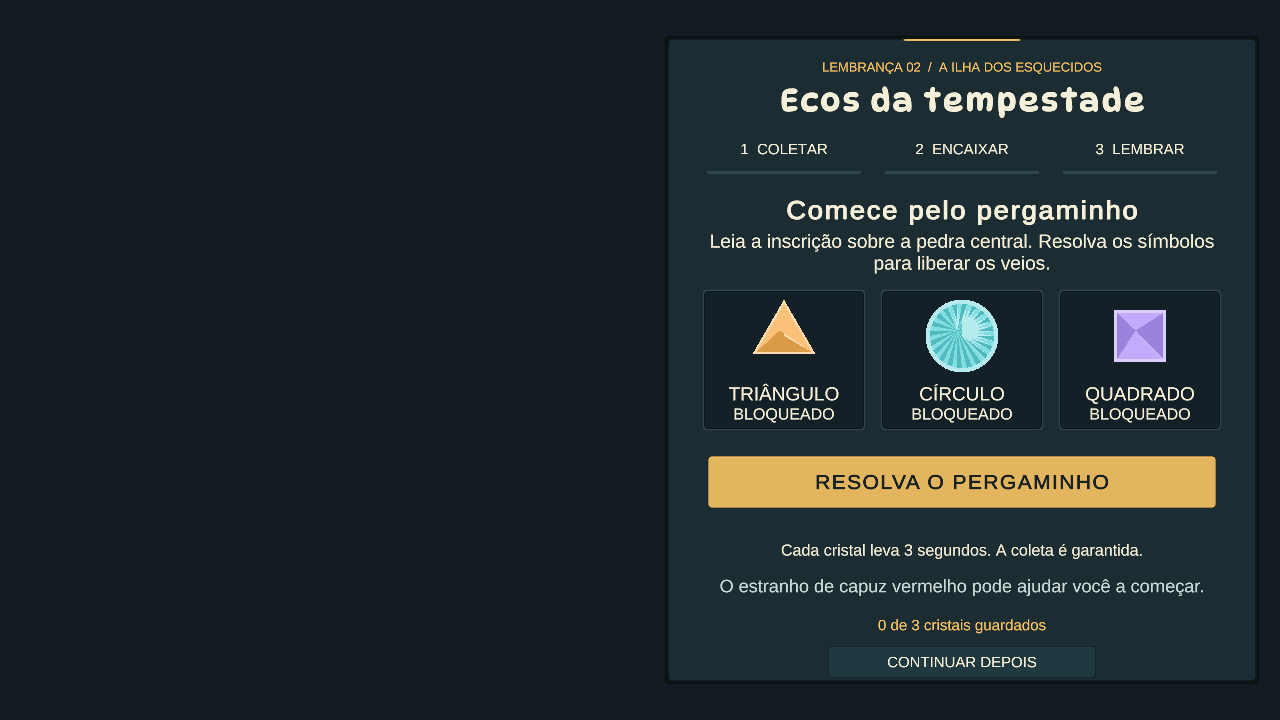 LEMBRANÇA 02 / A ILHA DOS ESQUECIDOS
Ecos da tempestade
1 COLETAR
2 ENCAIXAR
3 LEMBRAR
Comece pelo pergaminho
Leia a inscrição sobre a pedra central. Resolva os símbolos
para liberar os veios.
TRIÂNGULO
BLOQUEADO
CÍRCULO
BLOQUEADO
QUADRADO
BLOQUEADO
RESOLVA O PERGAMINHO
Cada cristal leva 3 segundos. A coleta é garantida.
O estranho de capuz vermelho pode ajudar você a começar.
0 de 3 cristais guardados
CONTINUAR DEPOIS